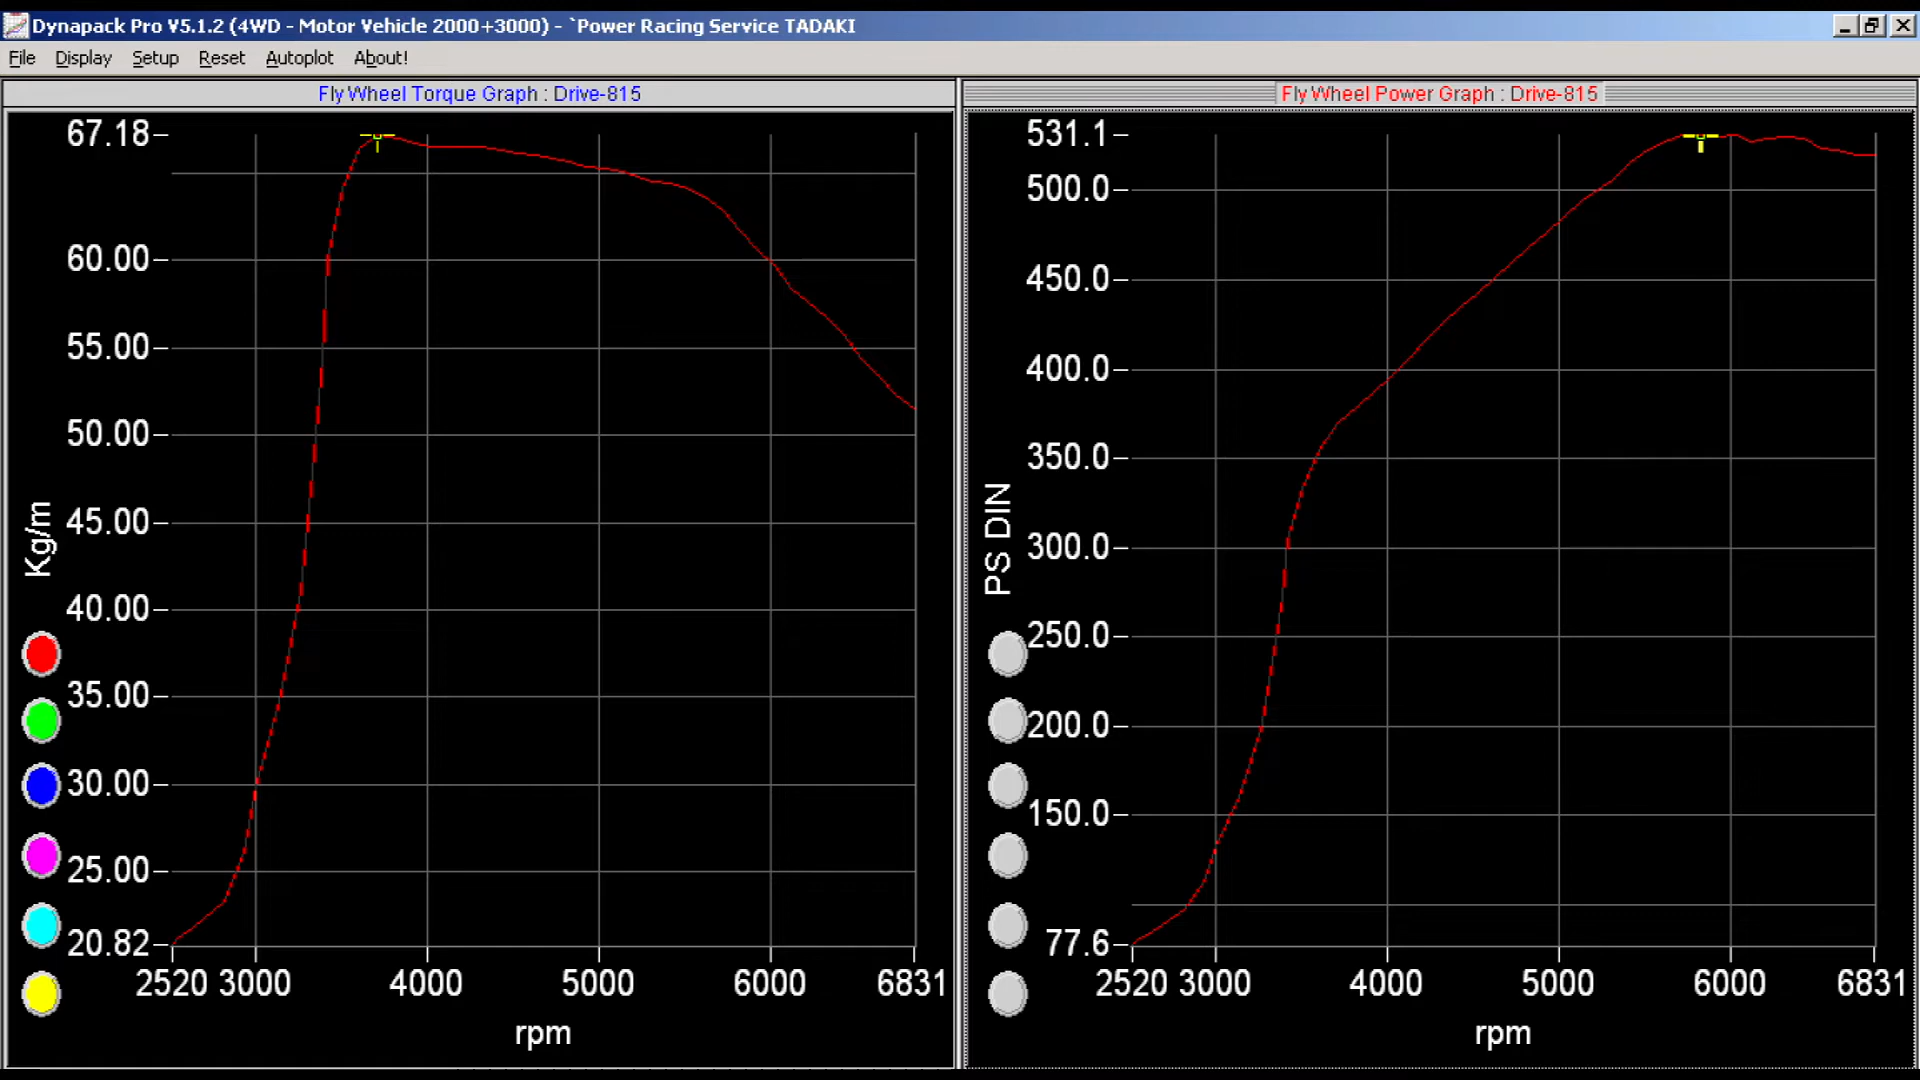 Dynapack Pro V5.1.2 (4WD - Motor Vehicle 2000+3000) - `Power Racing Service TADAKI
File Display Setup Reset Autoplot About!
Fly Wheel Torque Graph : Drive-815
67.18
60.00
55.00
50.00
45.00
40.00
35.00
30.00
25.00
20.82
Kg/m
2520 3000 4000 5000 6000 6831
rpm
Fly Wheel Power Graph : Drive-815
531.1
500.0
450.0
400.0
350.0
300.0
250.0
200.0
150.0
77.6
PS DIN
2520 3000 4000 5000 6000 6831
rpm